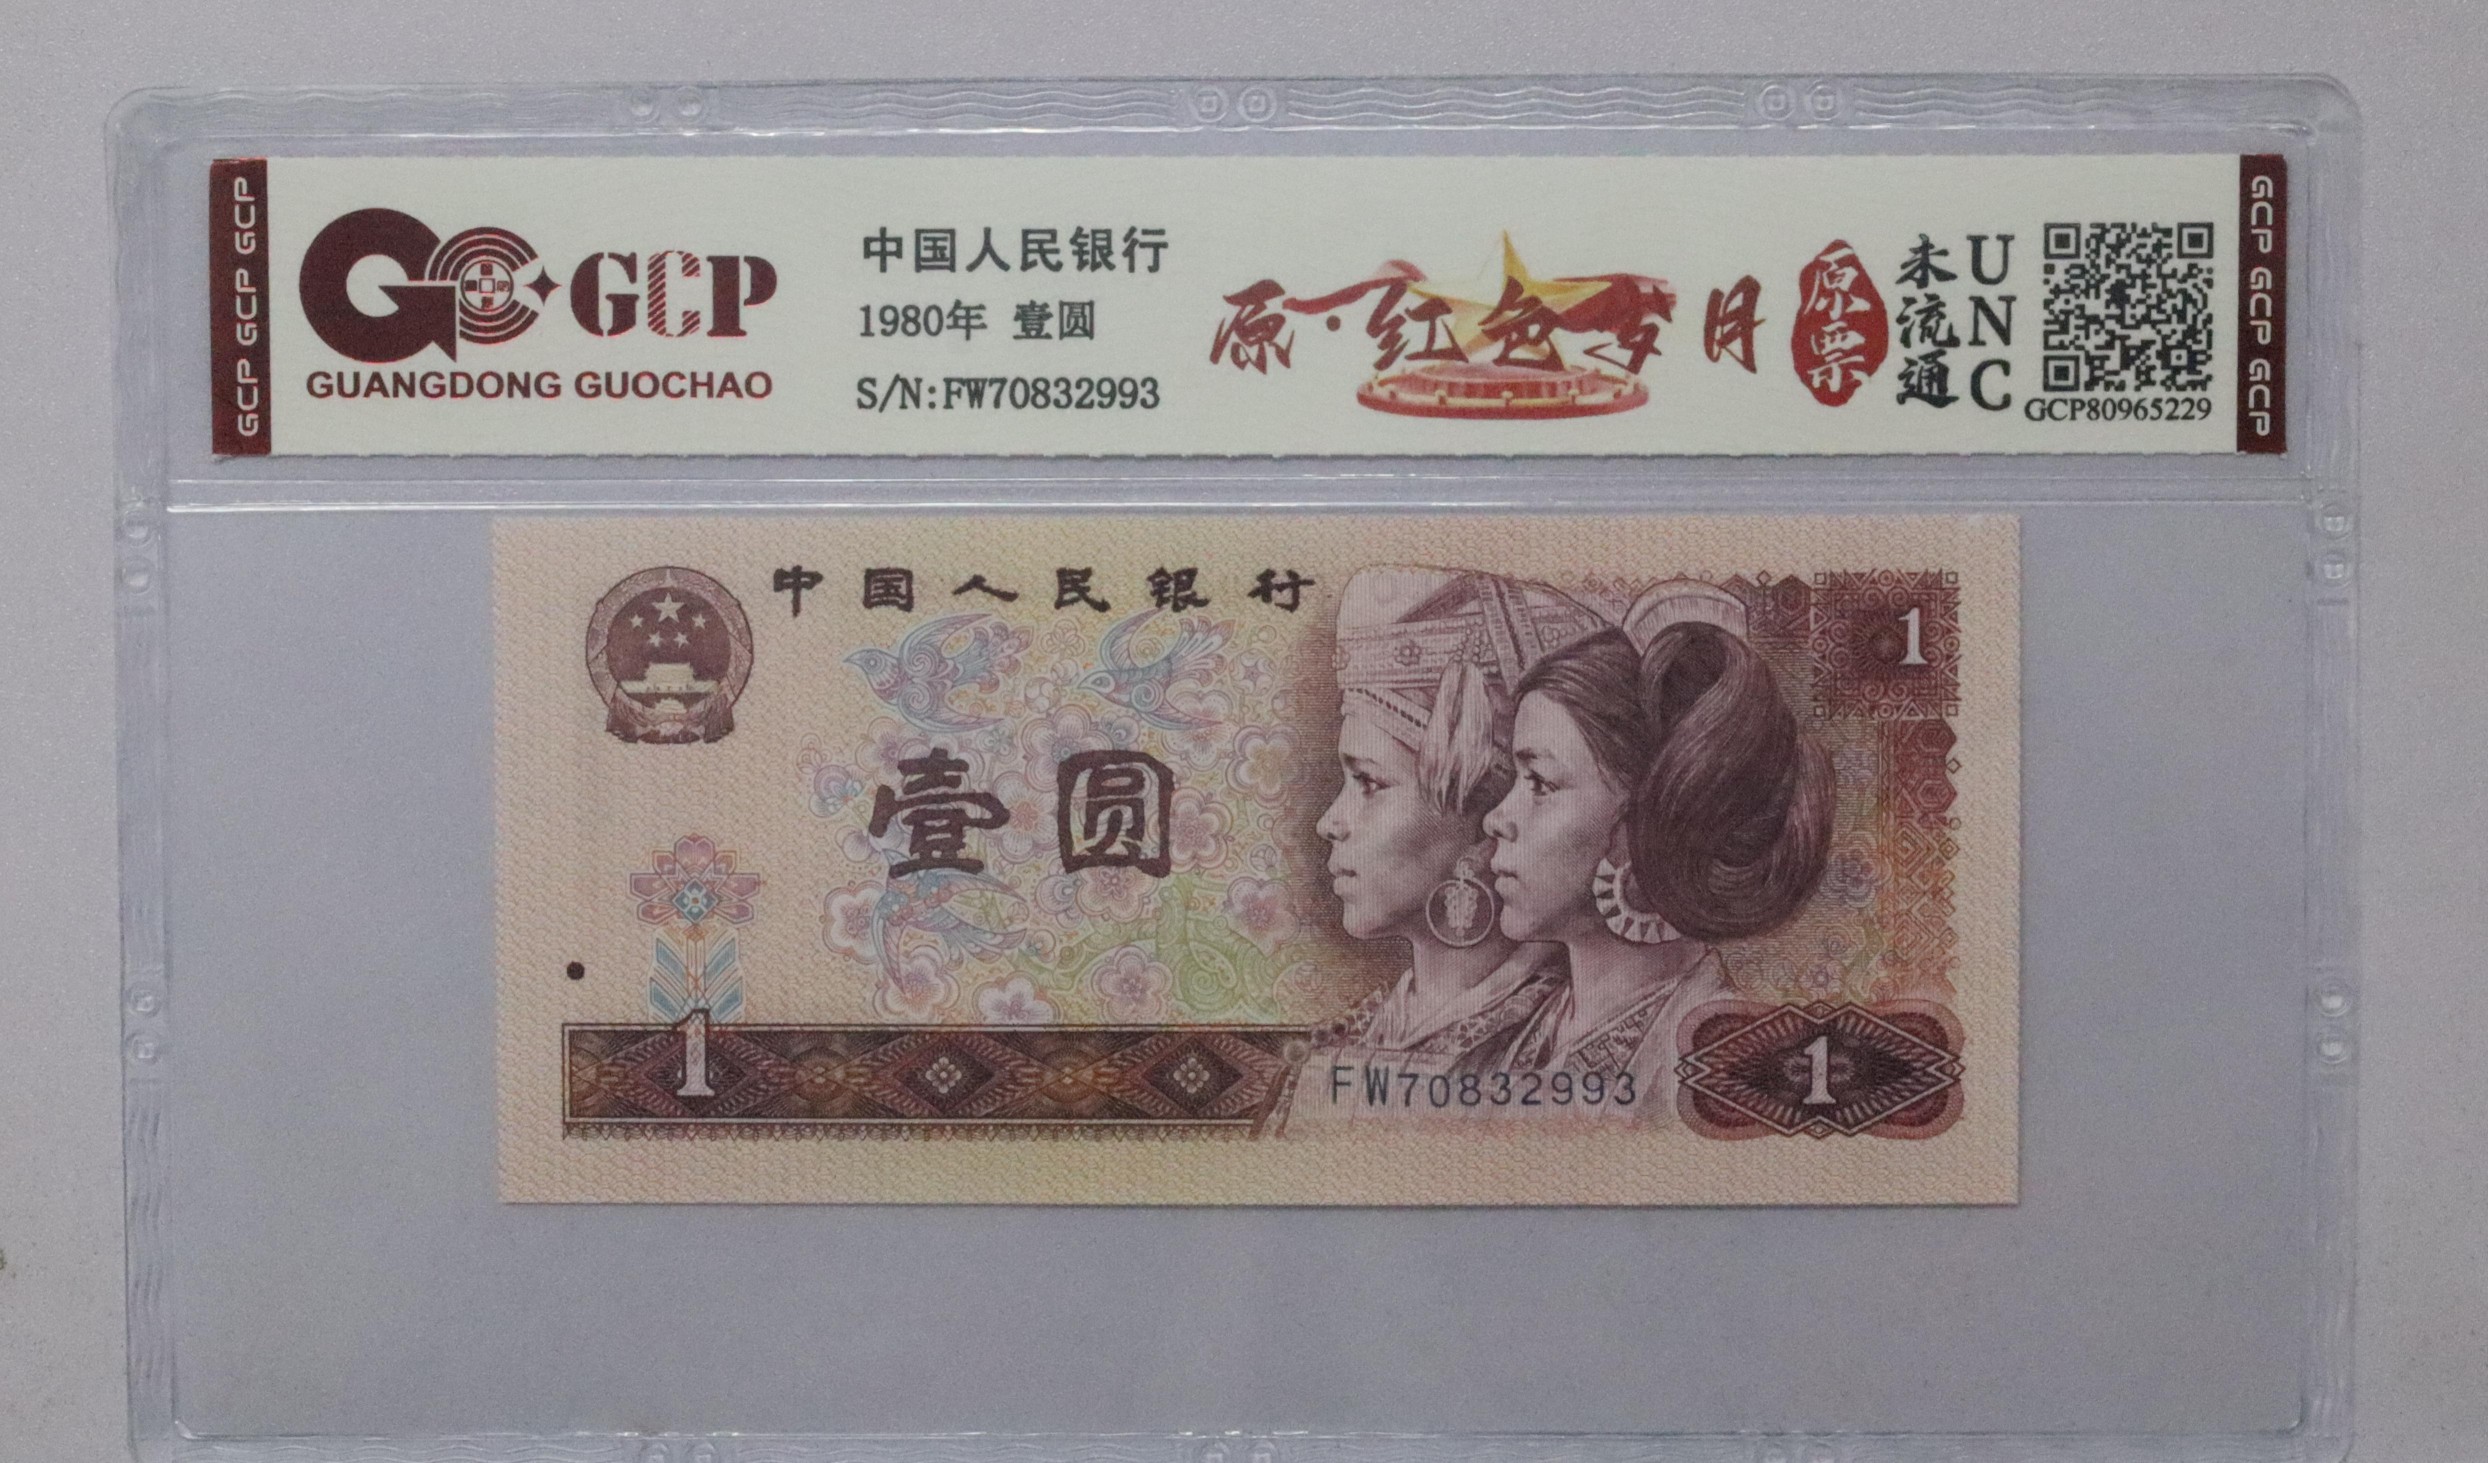 GCP GCP GCP
GCP
GUANGDONG GUOCHAO
中国人民银行
1980年 壹圆
S/N:FW70832993
原·红色岁月
原票
未流通
UNC
GCP80965229
GCP GCP GCP
中国人民银行
1
壹圆
1
FW70832993
1